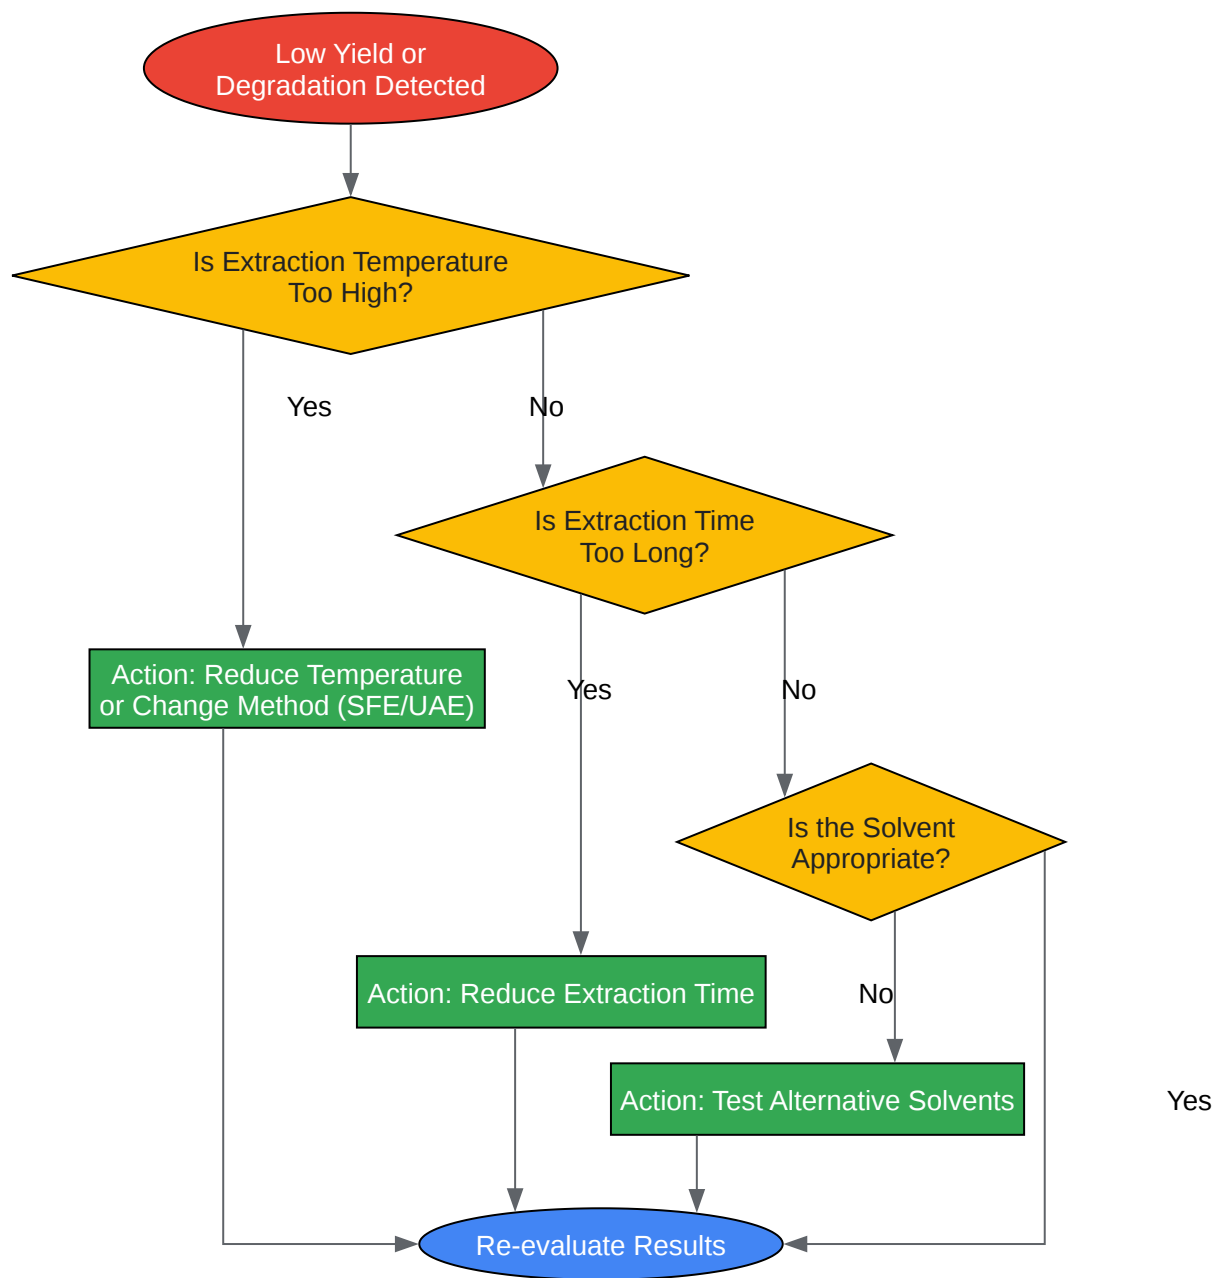 Low Yield or
Degradation Detected
Is Extraction Temperature
Too High?
Yes
No
Is Extraction Time
Too Long?
Action: Reduce Temperature
or Change Method (SFE/UAE)
Yes
No
Is the Solvent
Appropriate?
Action: Reduce Extraction Time
No
Action: Test Alternative Solvents
Yes
Re-evaluate Results